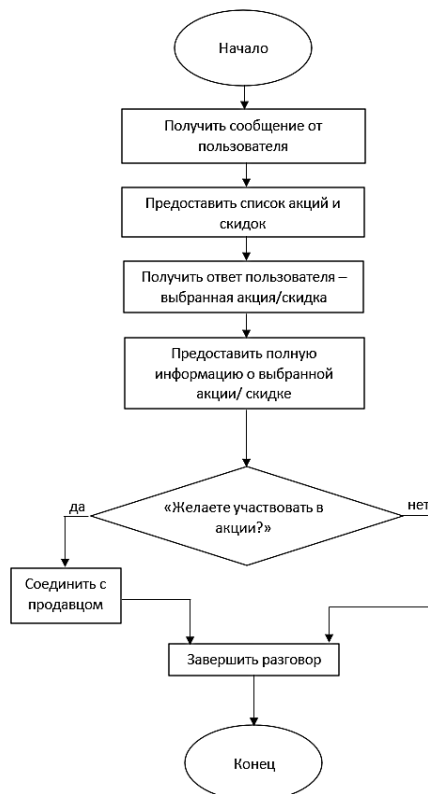 Начало
Получить сообщение от
пользователя
Предоставить список акций и
скидок
Получить ответ пользователя –
выбранная акция/скидка
Предоставить полную
информацию о выбранной
акции/ скидке
да
«Желаете участвовать в
акции?»
нет
Соединить с
продавцом
Завершить разговор
Конец